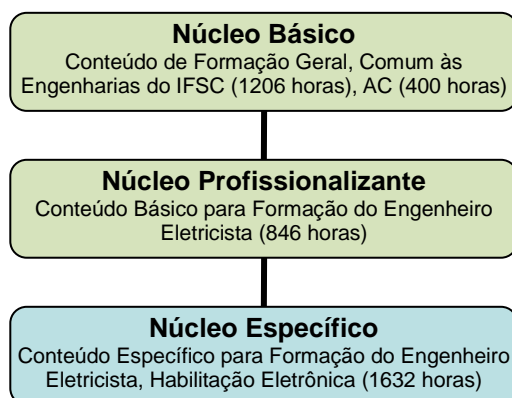 Núcleo Básico
Conteúdo de Formação Geral, Comum às
Engenharias do IFSC (1206 horas), AC (400 horas)
Núcleo Profissionalizante
Conteúdo Básico para Formação do Engenheiro
Eletricista (846 horas)
Núcleo Específico
Conteúdo Específico para Formação do Engenheiro
Eletricista, Habilitação Eletrônica (1632 horas)